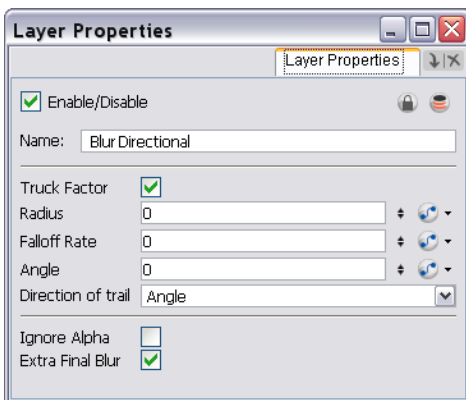 Layer Properties
Layer Properties
Enable/Disable
Name: Blur Directional
Truck Factor
Radius 0
Falloff Rate 0
Angle 0
Direction of trail Angle
Ignore Alpha
Extra Final Blur